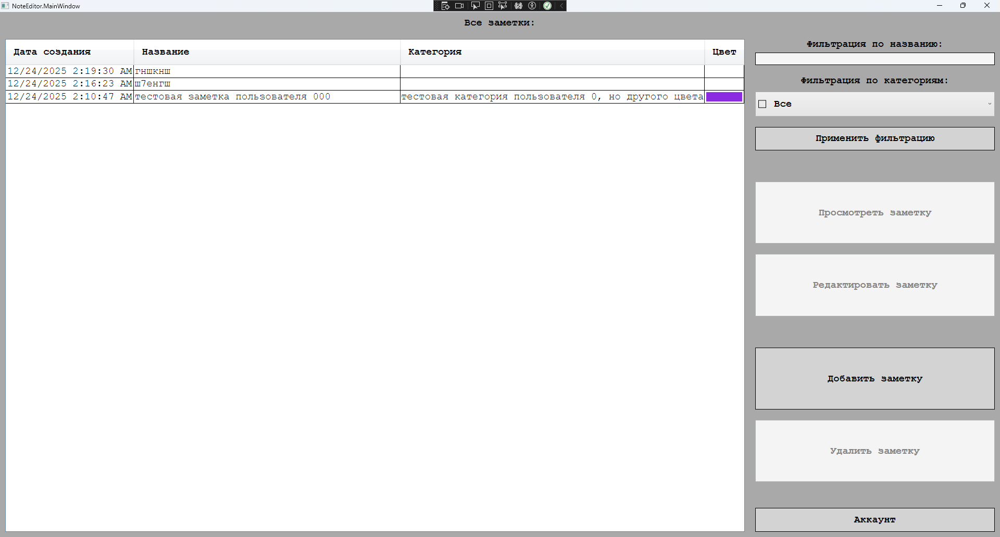 NoteEditor.MainWindow
Все заметки:
Дата создания Название Категория Цвет
12/24/2025 2:19:30 AM гншкнш
12/24/2025 2:16:23 AM ш7енгш
12/24/2025 2:10:47 AM тестовая заметка пользователя 000 тестовая категория пользователя 0, но другого цвета
Фильтрация по названию:
Фильтрация по категориям:
Все
Применить фильтрацию
Просмотреть заметку
Редактировать заметку
Добавить заметку
Удалить заметку
Аккаунт